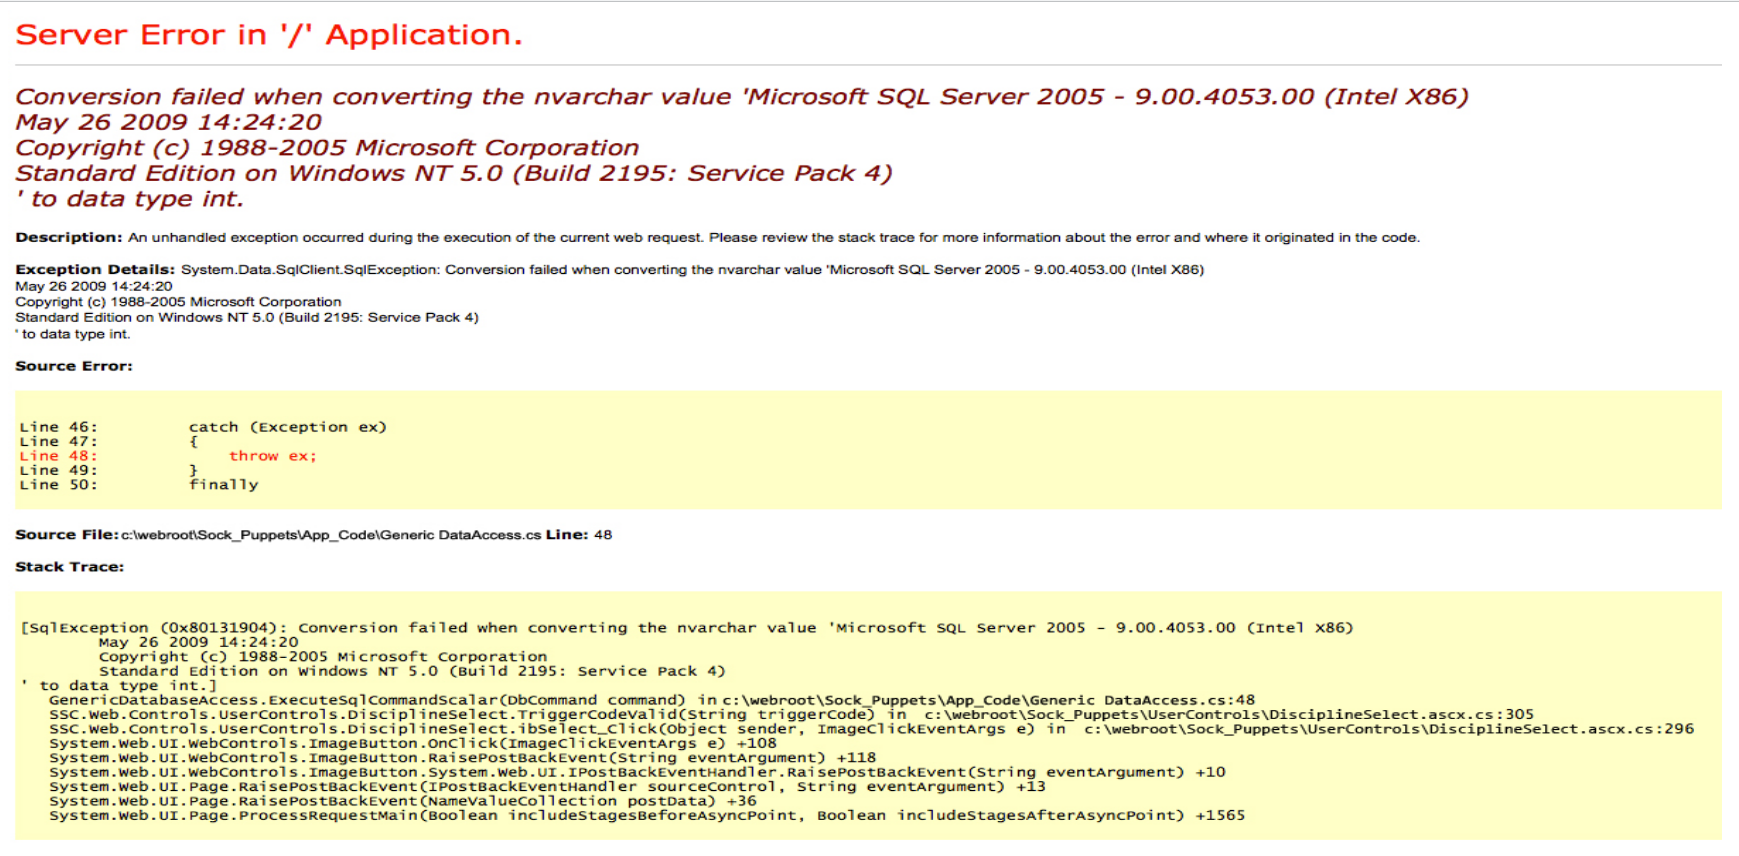 Server Error in '/' Application.
Conversion failed when converting the nvarchar value 'Microsoft SQL Server 2005 - 9.00.4053.00 (Intel X86)
May 26 2009 14:24:20
Copyright (c) 1988-2005 Microsoft Corporation
Standard Edition on Windows NT 5.0 (Build 2195: Service Pack 4)
' to data type int.
Description: An unhandled exception occurred during the execution of the current web request. Please review the stack trace for more information about the error and where it originated in the code.
Exception Details: System.Data.SqlClient.SqlException: Conversion failed when converting the nvarchar value 'Microsoft SQL Server 2005 - 9.00.4053.00 (Intel X86)
May 26 2009 14:24:20
Copyright (c) 1988-2005 Microsoft Corporation
Standard Edition on Windows NT 5.0 (Build 2195: Service Pack 4)
' to data type int.
Source Error:
Line 46:          catch (Exception ex)
Line 47:          {
Line 48:              throw ex;
Line 49:          }
Line 50:          finally
Source File: c:\webroot\Sock_Puppets\App_Code\Generic DataAccess.cs Line: 48
Stack Trace:
[SqlException (0x80131904): Conversion failed when converting the nvarchar value 'Microsoft SQL Server 2005 - 9.00.4053.00 (Intel X86)
May 26 2009 14:24:20
Copyright (c) 1988-2005 Microsoft Corporation
Standard Edition on Windows NT 5.0 (Build 2195: Service Pack 4)
' to data type int.]
GenericDatabaseAccess.ExecuteSqlCommandScalar(DbCommand command) in c:\webroot\Sock_Puppets\App_Code\Generic DataAccess.cs:48
SSC.Web.Controls.UserControls.DisciplineSelect.TriggerCodeValid(String triggerCode) in c:\webroot\Sock_Puppets\UserControls\DisciplineSelect.ascx.cs:305
SSC.Web.Controls.UserControls.DisciplineSelect.ibSelect_Click(Object sender, ImageClickEventArgs e) in c:\webroot\Sock_Puppets\UserControls\DisciplineSelect.ascx.cs:296
System.Web.UI.WebControls.ImageButton.OnClick(ImageClickEventArgs e) +108
System.Web.UI.WebControls.ImageButton.RaisePostBackEvent(String eventArgument) +118
System.Web.UI.WebControls.ImageButton.System.Web.UI.IPostBackEventHandler.RaisePostBackEvent(String eventArgument) +10
System.Web.UI.Page.RaisePostBackEvent(IPostBackEventHandler sourceControl, String eventArgument) +13
System.Web.UI.Page.RaisePostBackEvent(NameValueCollection postData) +36
System.Web.UI.Page.ProcessRequestMain(Boolean includeStagesBeforeAsyncPoint, Boolean includeStagesAfterAsyncPoint) +1565